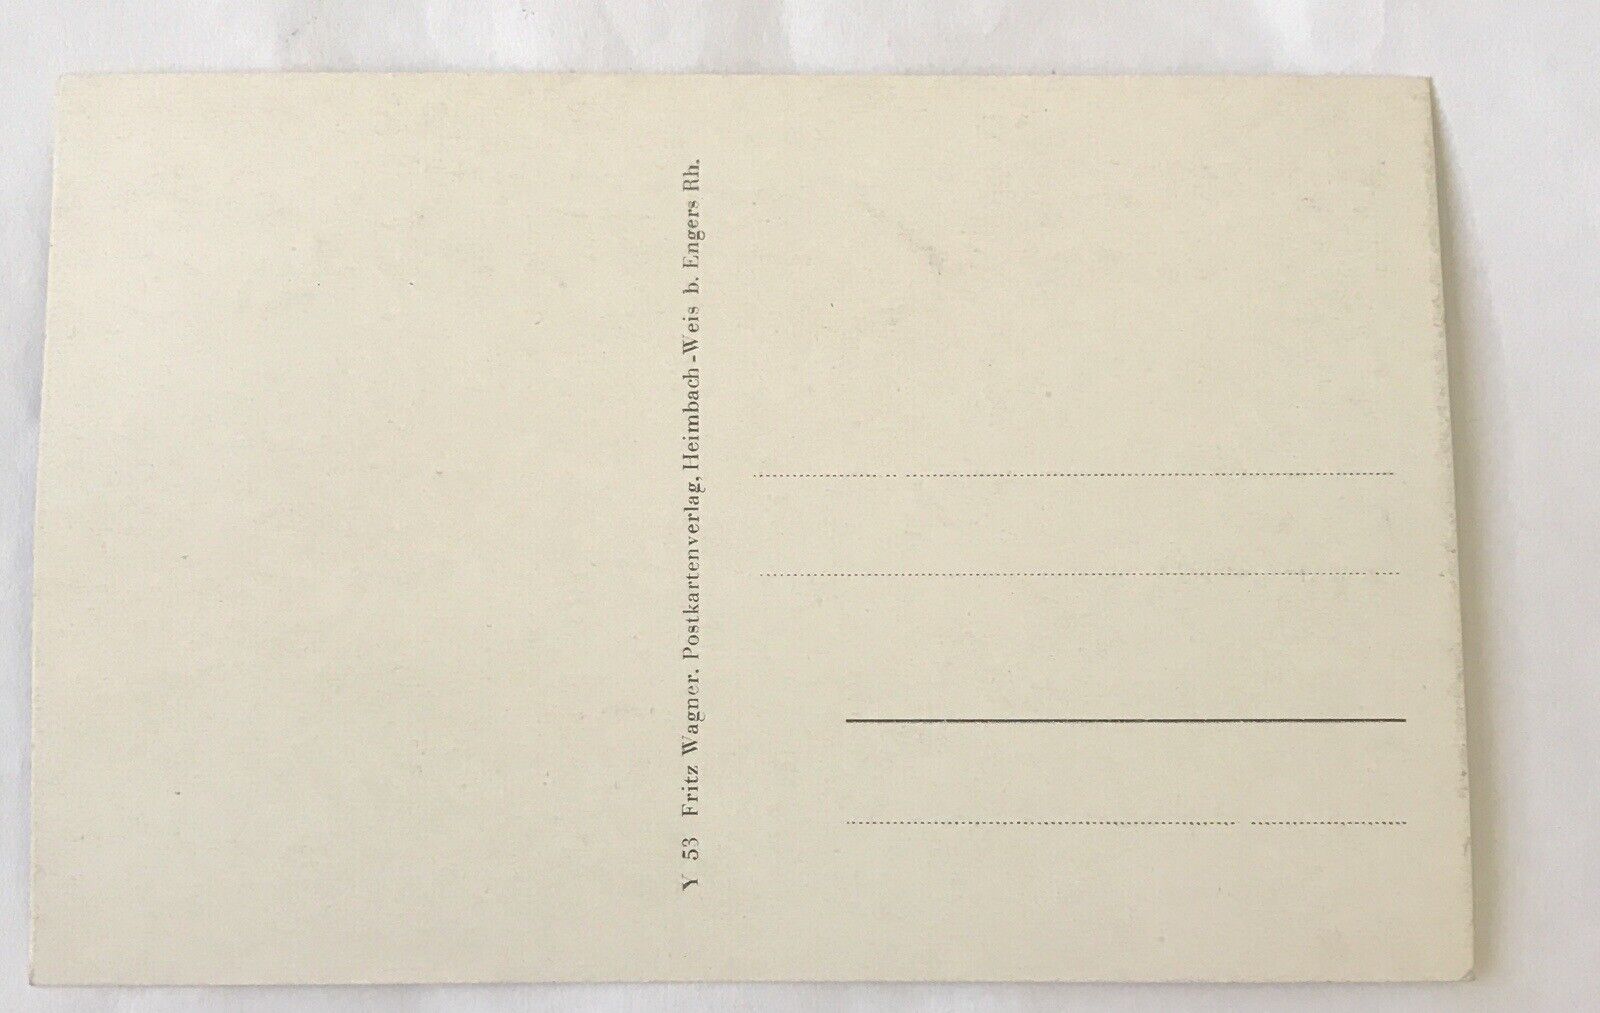 Y 53 Fritz Wagner. Postkartenverlag, Heimbach-Weis b. Engers Rh.